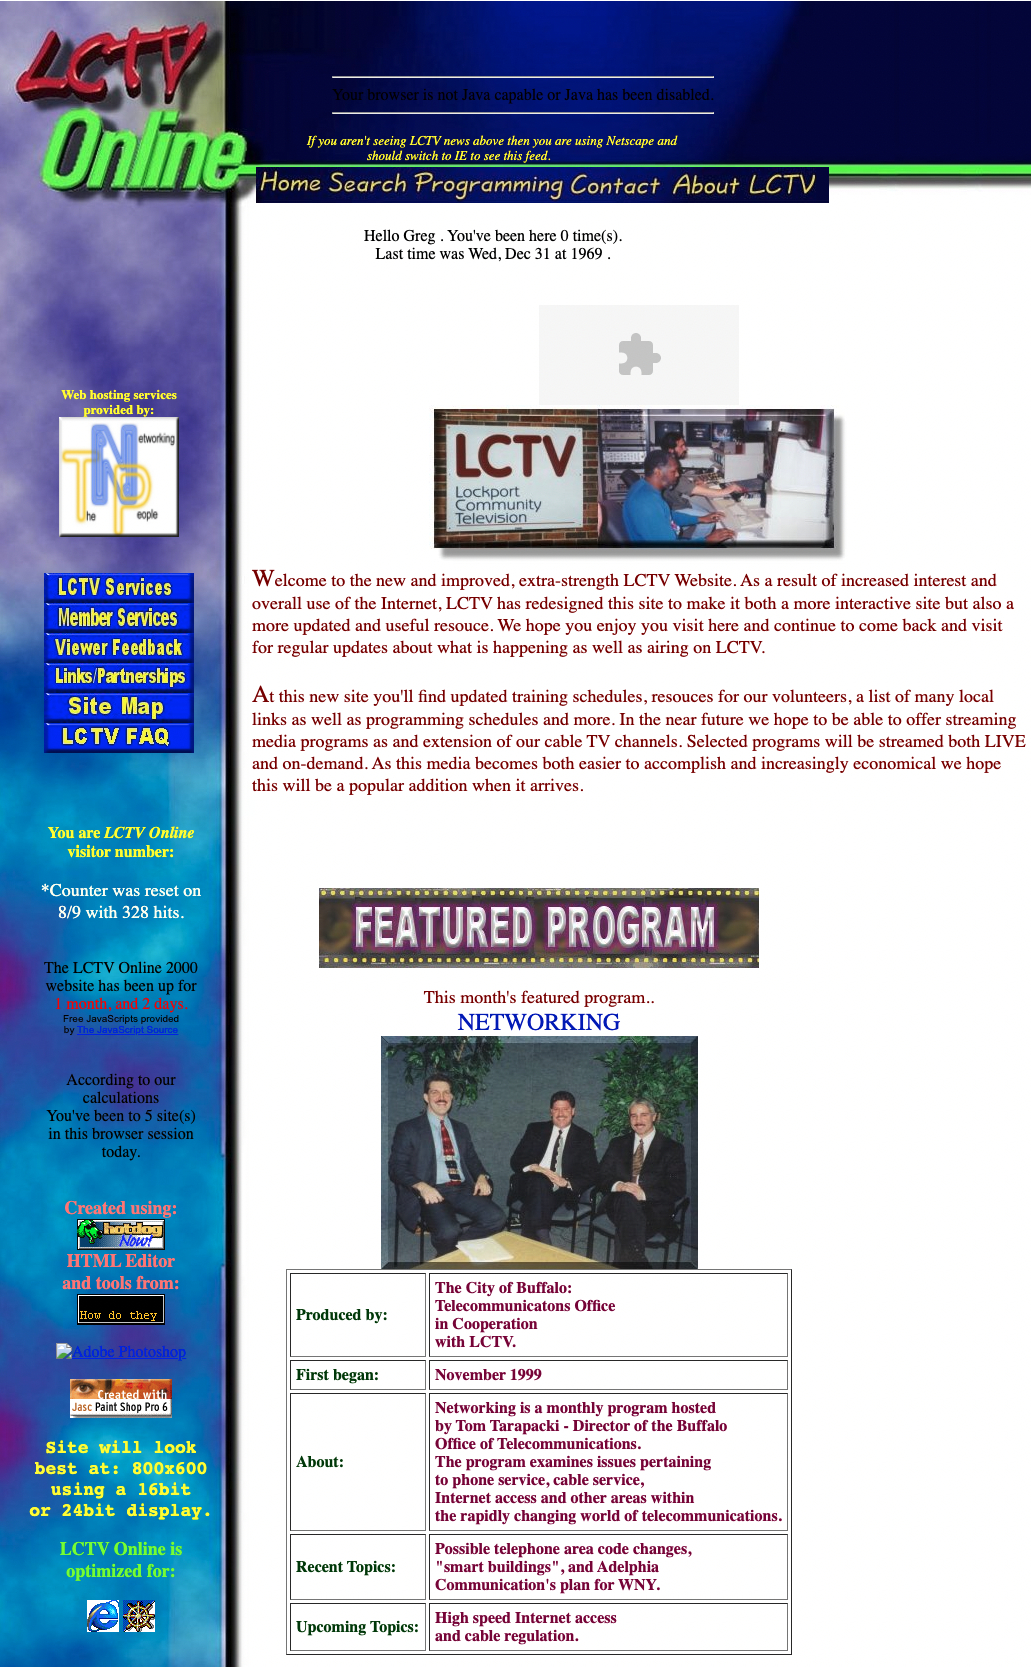 LCTV
Online
Your browser is not Java capable or Java has been disabled.
If you aren't seeing LCTV news above then you are using Netscape and
should switch to IE to see this feed.
Home Search Programming Contact About LCTV
Hello Greg . You've been here 0 time(s).
Last time was Wed, Dec 31 at 1969 .
Web hosting services
provided by:
The
Networking
People
LCTV Services
Member Services
Viewer Feedback
Links/Partnerships
Site Map
LCTV FAQ
You are LCTV Online
visitor number:
*Counter was reset on
8/9 with 328 hits.
The LCTV Online 2000
website has been up for
1 month, and 2 days.
Free JavaScripts provided
by The JavaScript Source
According to our
calculations
You've been to 5 site(s)
in this browser session
today.
Created using:
hotdog
Now!
HTML Editor
and tools from:
How do they
Adobe Photoshop
Created with
Jasc Paint Shop Pro 6
Site will look
best at: 800x600
using a 16bit
or 24bit display.
LCTV Online is
optimized for:
LCTV
Lockport
Community
Television
Welcome to the new and improved, extra-strength LCTV Website. As a result of increased interest and
overall use of the Internet, LCTV has redesigned this site to make it both a more interactive site but also a
more updated and useful resouce. We hope you enjoy you visit here and continue to come back and visit
for regular updates about what is happening as well as airing on LCTV.
At this new site you'll find updated training schedules, resouces for our volunteers, a list of many local
links as well as programming schedules and more. In the near future we hope to be able to offer streaming
media programs as and extension of our cable TV channels. Selected programs will be streamed both LIVE
and on-demand. As this media becomes both easier to accomplish and increasingly economical we hope
this will be a popular addition when it arrives.
FEATURED PROGRAM
This month's featured program..
NETWORKING
Produced by:
The City of Buffalo:
Telecommunicatons Office
in Cooperation
with LCTV.
First began:
November 1999
About:
Networking is a monthly program hosted
by Tom Tarapacki - Director of the Buffalo
Office of Telecommunications.
The program examines issues pertaining
to phone service, cable service,
Internet access and other areas within
the rapidly changing world of telecommunications.
Recent Topics:
Possible telephone area code changes,
"smart buildings", and Adelphia
Communication's plan for WNY.
Upcoming Topics:
High speed Internet access
and cable regulation.